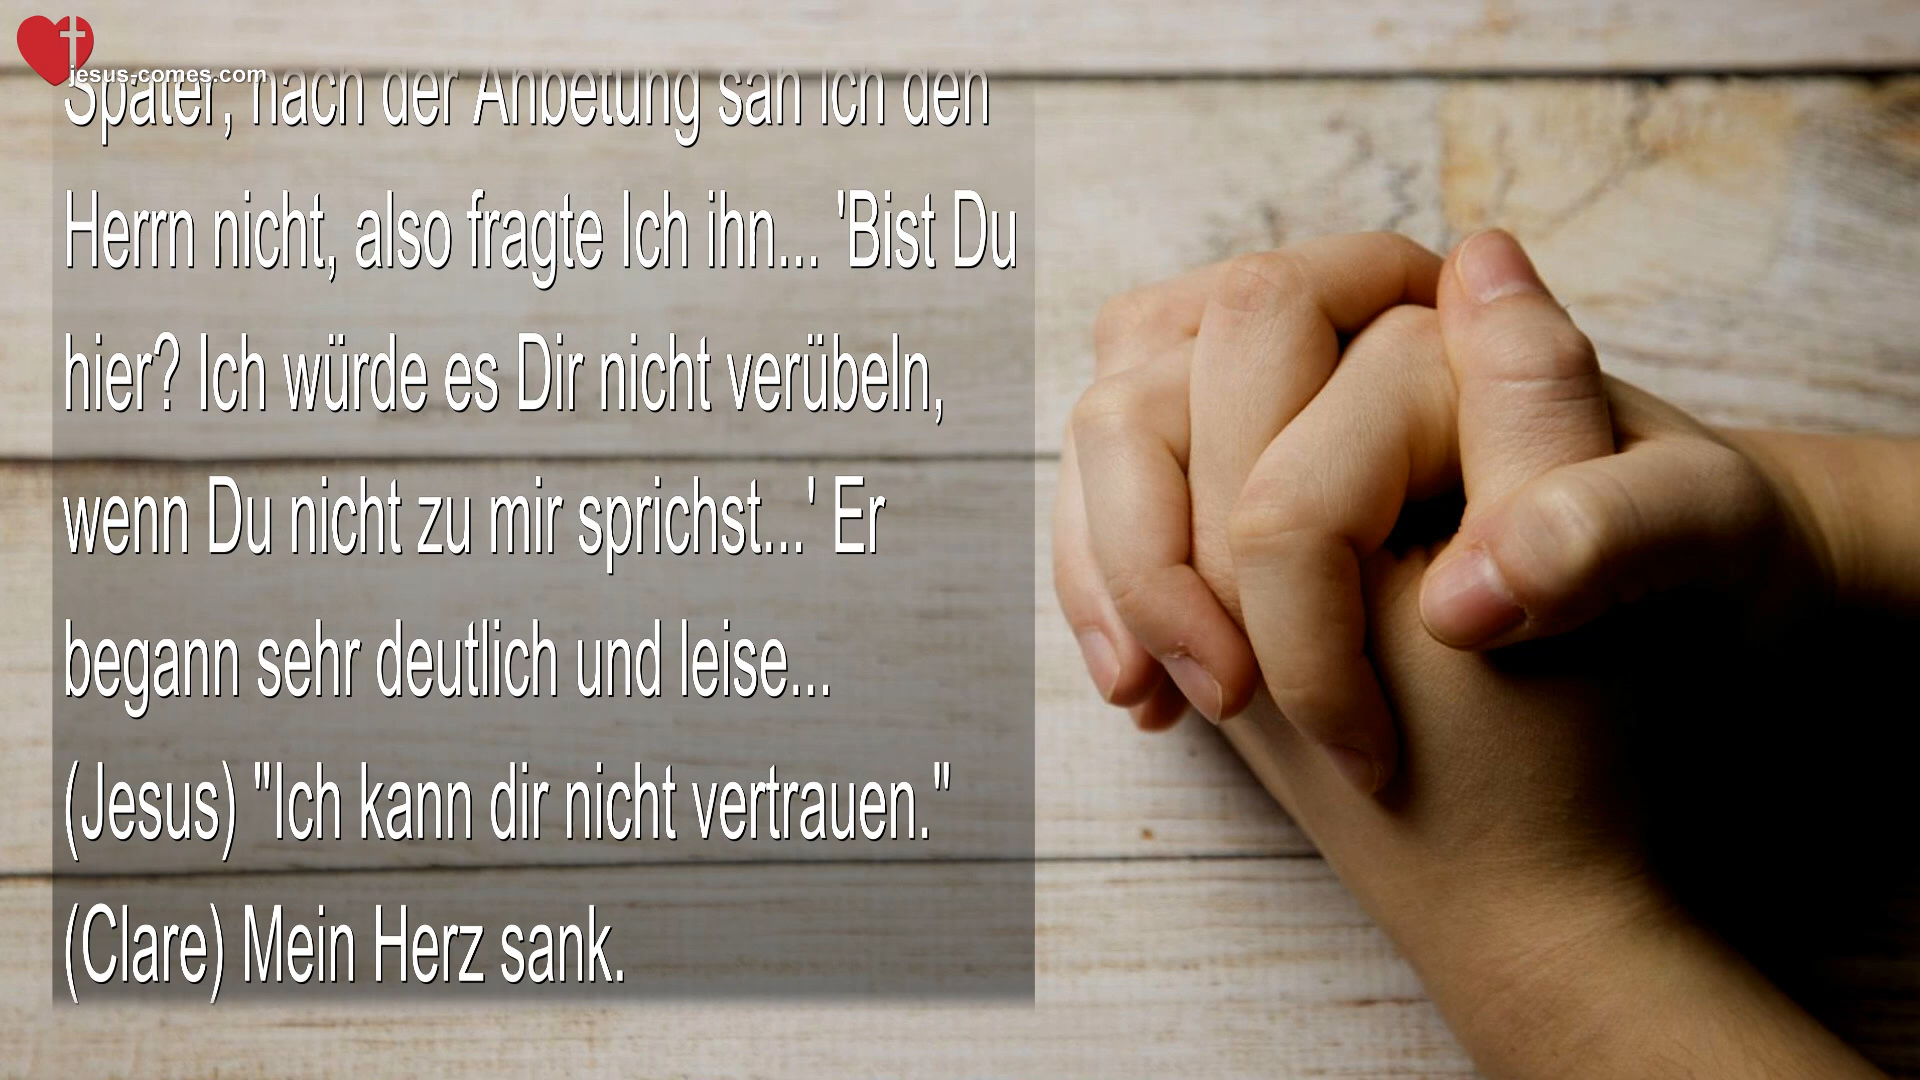 jesus-comes.com
Später, nach der Anbetung sah ich den
Herrn nicht, also fragte Ich ihn... 'Bist Du
hier? Ich würde es Dir nicht verübeln,
wenn Du nicht zu mir sprichst...' Er
begann sehr deutlich und leise...
(Jesus) "Ich kann dir nicht vertrauen."
(Clare) Mein Herz sank.